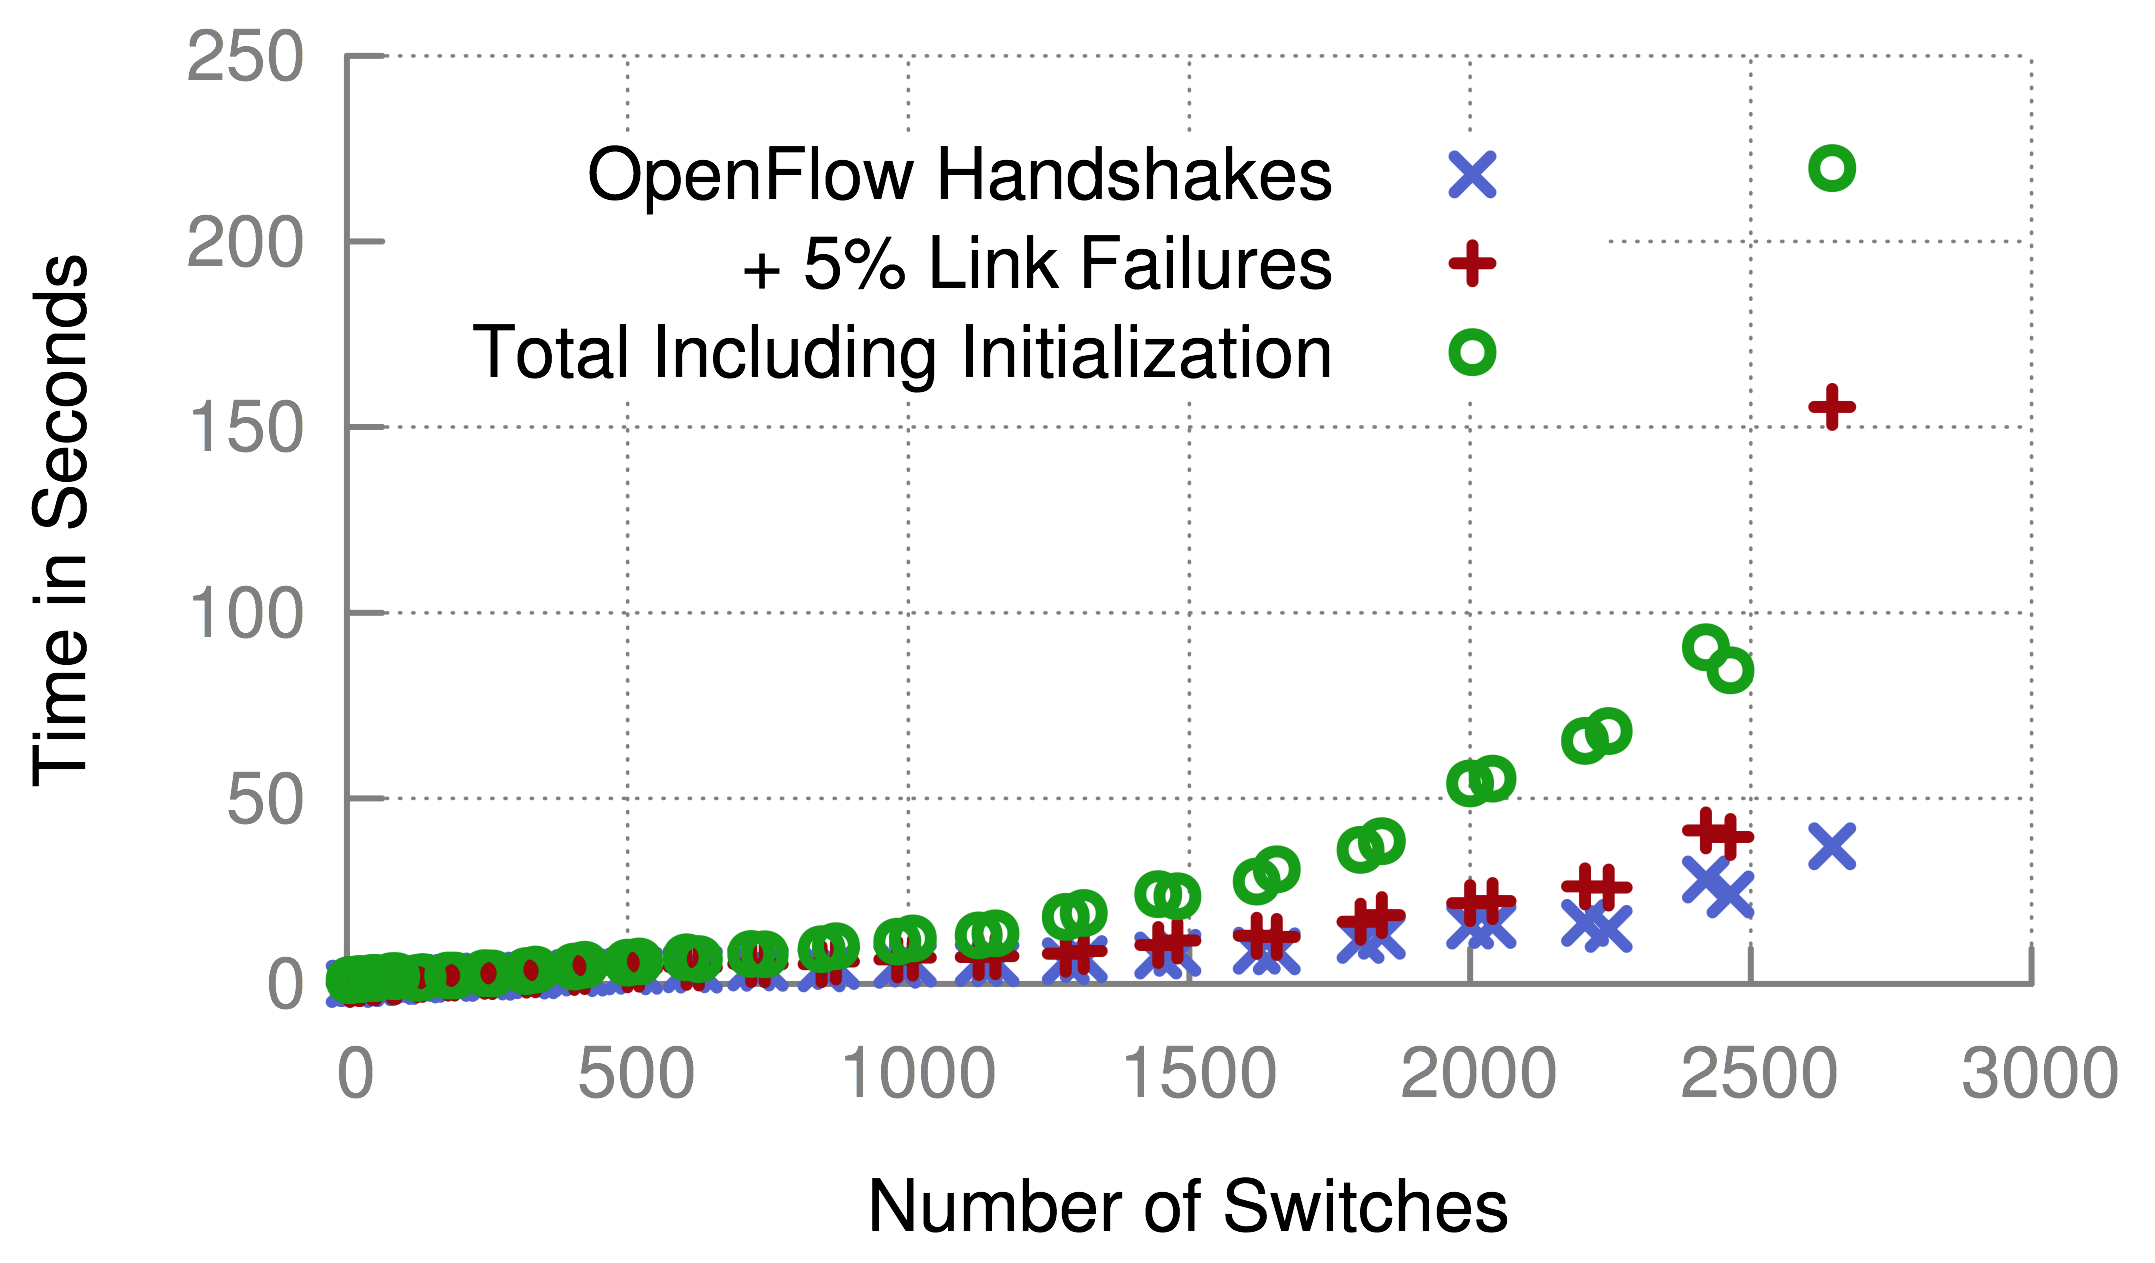 250
200
150
100
50
0
Time in Seconds
OpenFlow Handshakes
+ 5% Link Failures
Total Including Initialization
0 500 1000 1500 2000 2500 3000
Number of Switches